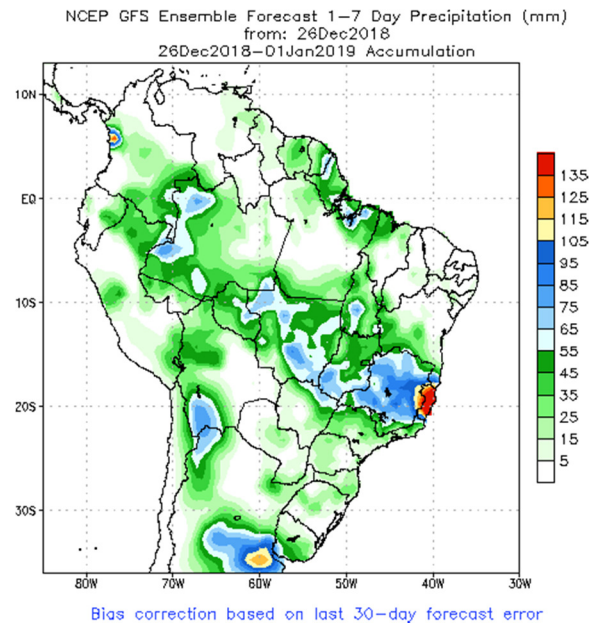 NCEP GFS Ensemble Forecast 1-7 Day Precipitation (mm)
from: 26Dec2018
26Dec2018-01Jan2019 Accumulation
10N
EQ
10S
20S
30S
80W 70W 60W 50W 40W 30W
135
125
115
105
95
85
75
65
55
45
35
25
15
5
Bias correction based on last 30-day forecast error